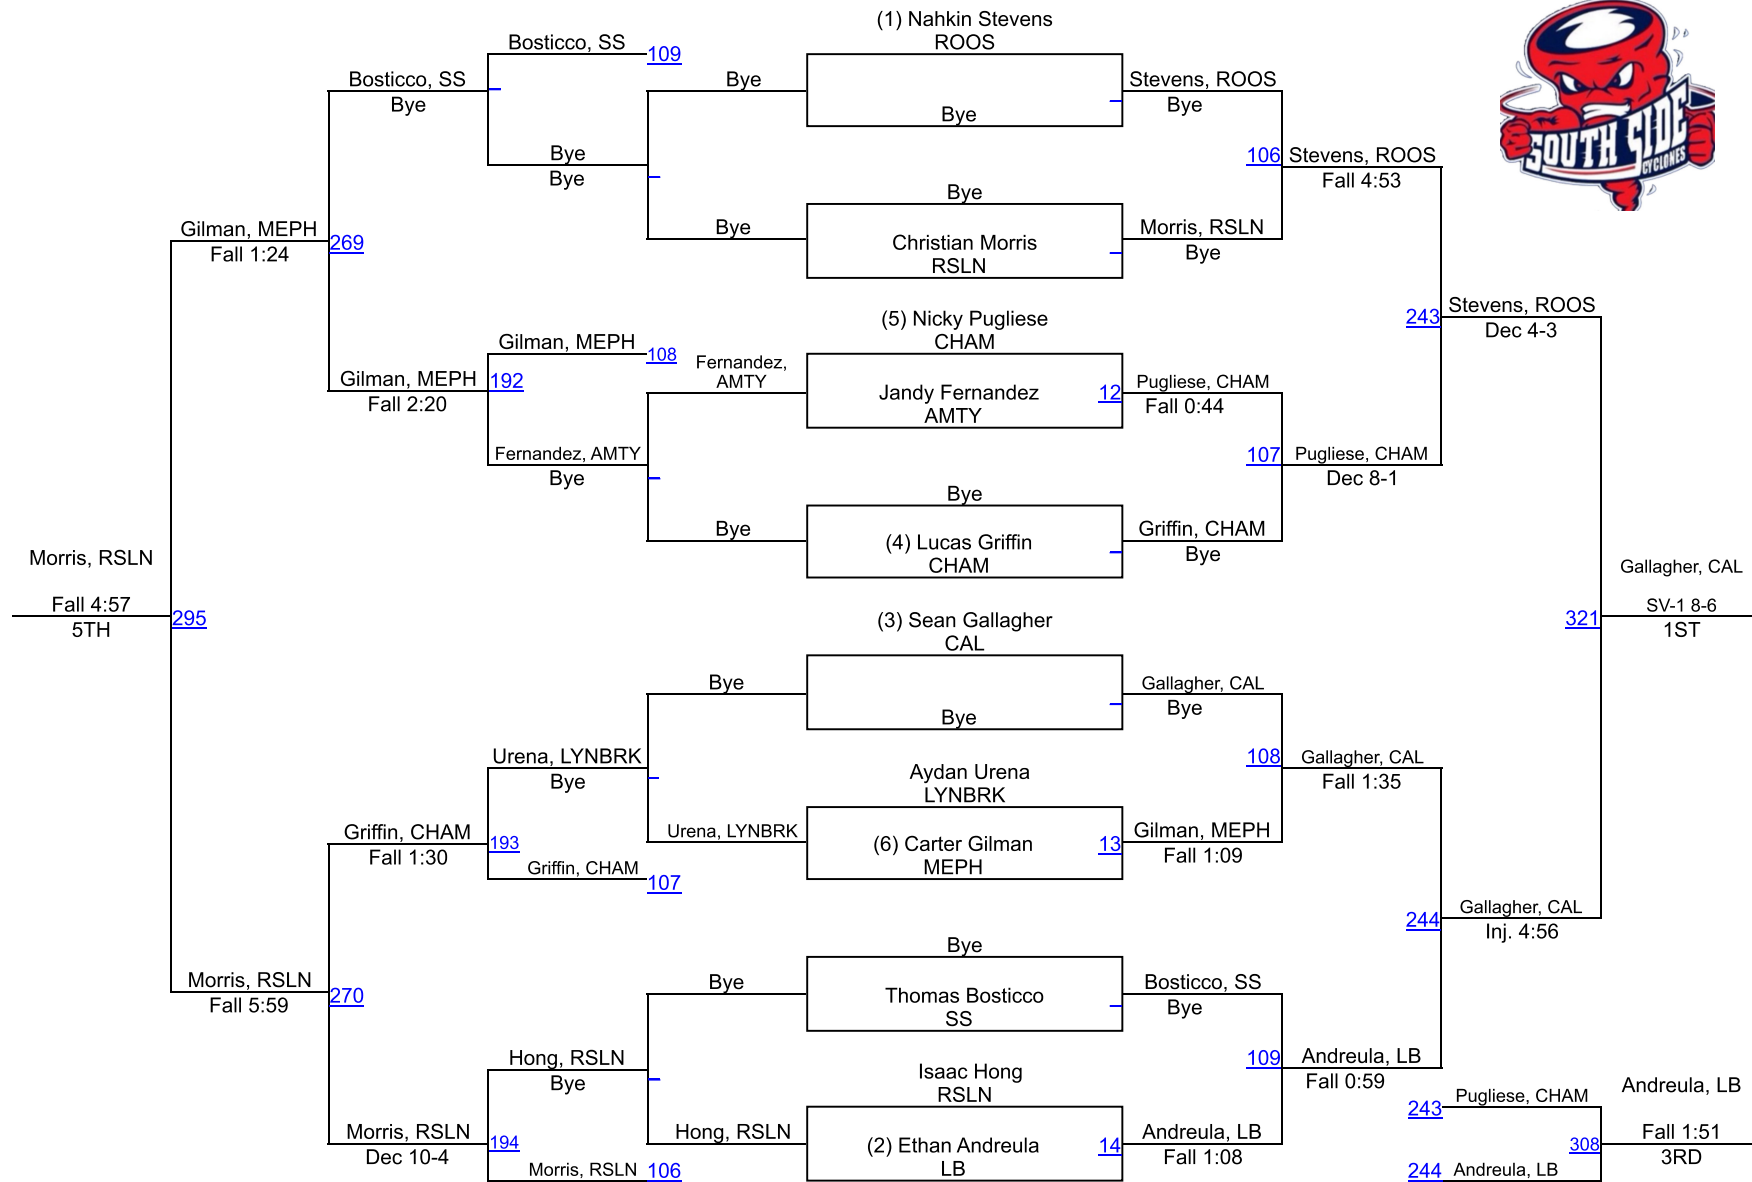 (1) Nahkin Stevens
ROOS
Bye
Bye
Christian Morris
RSLN
(5) Nicky Pugliese
CHAM
Jandy Fernandez
AMTY
12
Bye
(4) Lucas Griffin
CHAM
(3) Sean Gallagher
CAL
Bye
Aydan Urena
LYNBRK
(6) Carter Gilman
MEPH
13
Bye
Thomas Bosticco
SS
Isaac Hong
RSLN
(2) Ethan Andreula
LB
14
Stevens, ROOS
Bye
Morris, RSLN
Bye
Pugliese, CHAM
Fall 0:44
Griffin, CHAM
Bye
Gallagher, CAL
Bye
Gilman, MEPH
Fall 1:09
Bosticco, SS
Bye
Andreula, LB
Fall 1:08
106 Stevens, ROOS
Fall 4:53
107 Pugliese, CHAM
Dec 8-1
108 Gallagher, CAL
Fall 1:35
109 Andreula, LB
Fall 0:59
243 Stevens, ROOS
Dec 4-3
244 Gallagher, CAL
Inj. 4:56
Gallagher, CAL
321 SV-1 8-6
1ST
243 Pugliese, CHAM
244 Andreula, LB
Andreula, LB
308 Fall 1:51
3RD
Bye
Bye
Fernandez,
AMTY
Bye
Bye
Urena, LYNBRK
Bye
Hong, RSLN
Bosticco, SS 109
Bye
Bye
Gilman, MEPH 108
Fernandez, AMTY
Bye
Urena, LYNBRK
Bye
Griffin, CHAM 107
Hong, RSLN
Bye
Morris, RSLN 106
Bosticco, SS
Bye
Gilman, MEPH 192
Fall 2:20
Griffin, CHAM 193
Fall 1:30
Morris, RSLN 194
Dec 10-4
Gilman, MEPH
Fall 1:24
269
Morris, RSLN
Fall 5:59
270
Morris, RSLN
Fall 4:57
5TH
295
SOUTH SIDE
CYCLONES